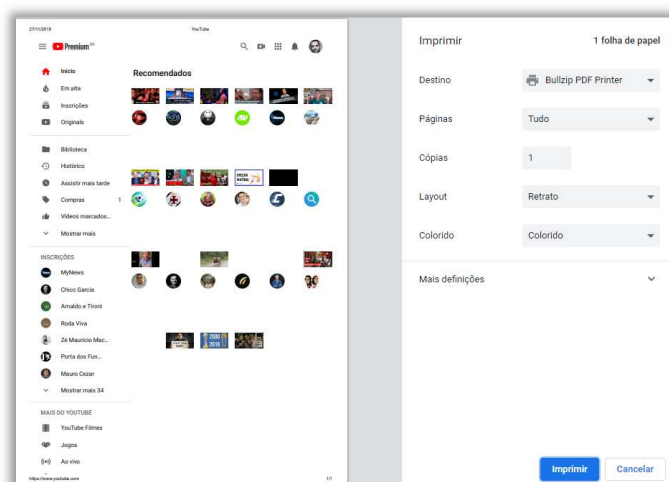 27/11/2018
YouTube
Premium BR
Início
Em alta
Inscrições
Originals
Biblioteca
Histórico
Assistir mais tarde
Compras 1
Vídeos marcados...
Mostrar mais
INSCRIÇÕES
MyNews
Chico Garcia
Arnaldo e Tironi
Roda Viva
Zé Maurício Mac...
Porta dos Fun...
Mauro Cezar
Mostrar mais 34
MAIS DO YOUTUBE
YouTube Filmes
Jogos
Ao vivo
https://www.youtube.com
1/1
Recomendados
Imprimir
1 folha de papel
Destino
Bullzip PDF Printer
Páginas
Tudo
Cópias
1
Layout
Retrato
Colorido
Colorido
Mais definições
Imprimir
Cancelar